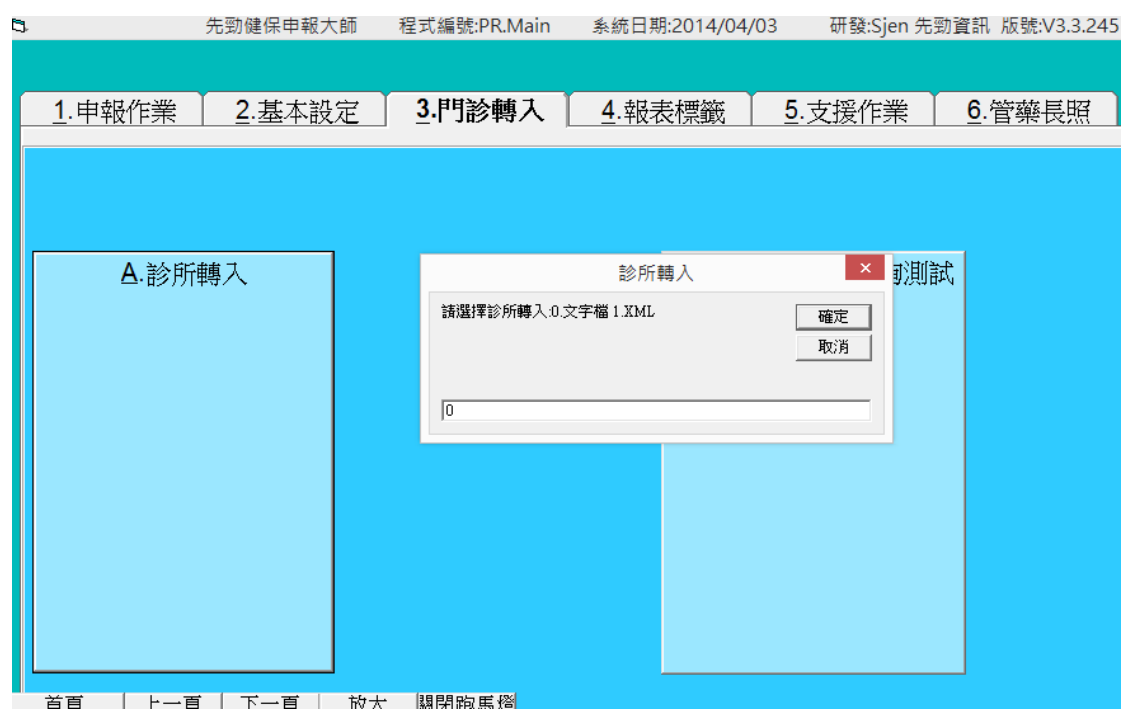 先勁健保申報大師 程式編號:PR.Main 系統日期:2014/04/03 研發:Sjen 先勁資訊 版號:V3.3.245
1.申報作業 2.基本設定 3.門診轉入 4.報表標籤 5.支援作業 6.管藥長照
A.診所轉入
測試
診所轉入
請選擇診所轉入:0.文字檔 1.XML
確定
取消
0
首頁 上一頁 下一頁 放大 關閉跑馬燈